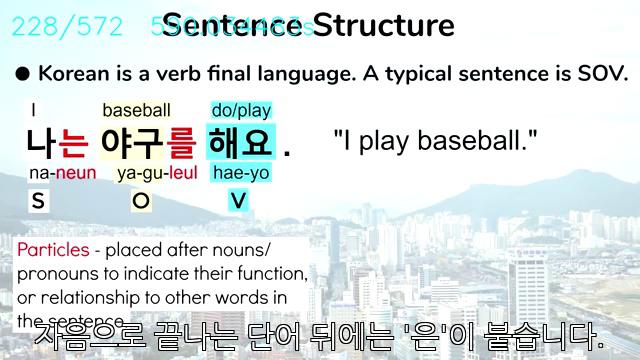 228/572
Sentence Structure
● Korean is a verb final language. A typical sentence is SOV.
I baseball do/play
나는 야구를 해요 . "I play baseball."
na-neun ya-gu-leul hae-yo
S O V
Particles - placed after nouns/
pronouns to indicate their function,
or relationship to other words in
the sentence
자음으로 끝나는 단어 뒤에는 '은'이 붙습니다.